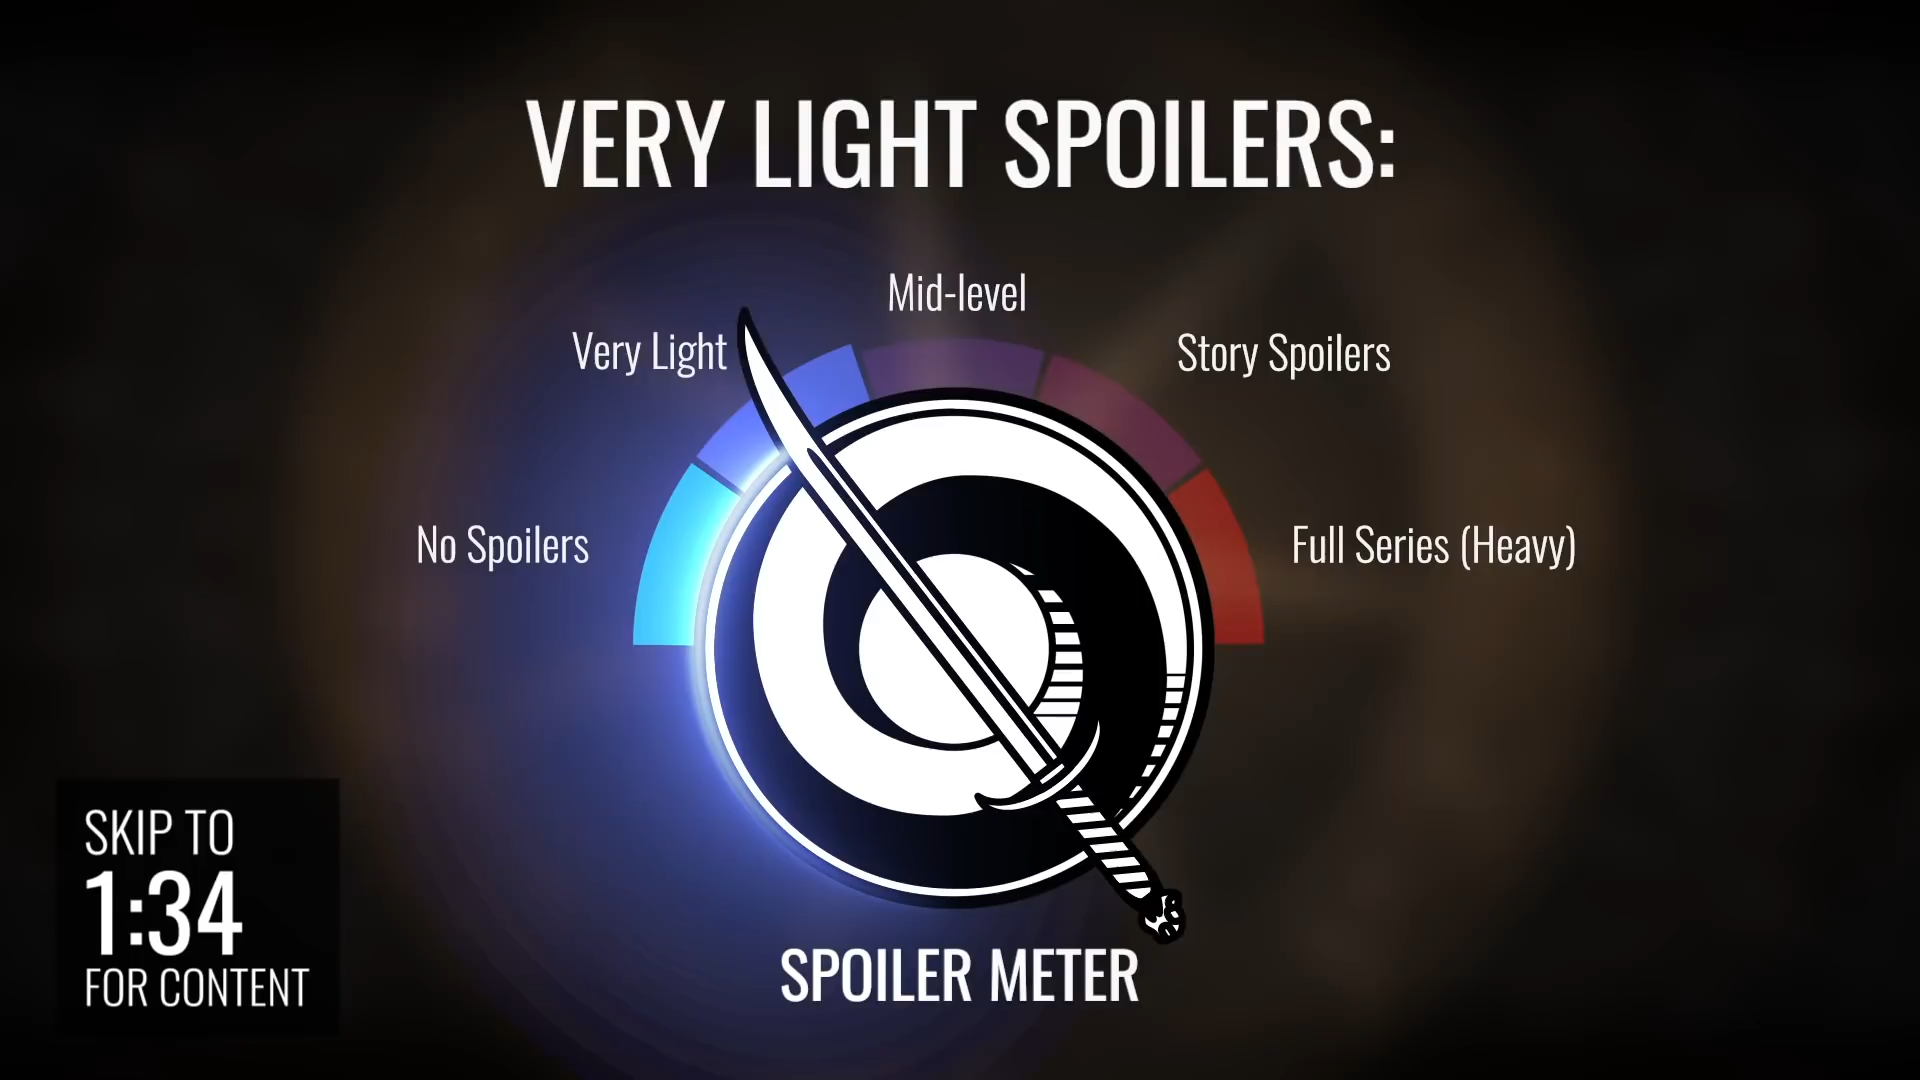 VERY LIGHT SPOILERS:
Mid-level
Very Light
Story Spoilers
No Spoilers
Full Series (Heavy)
SKIP TO
1:34
FOR CONTENT
SPOILER METER